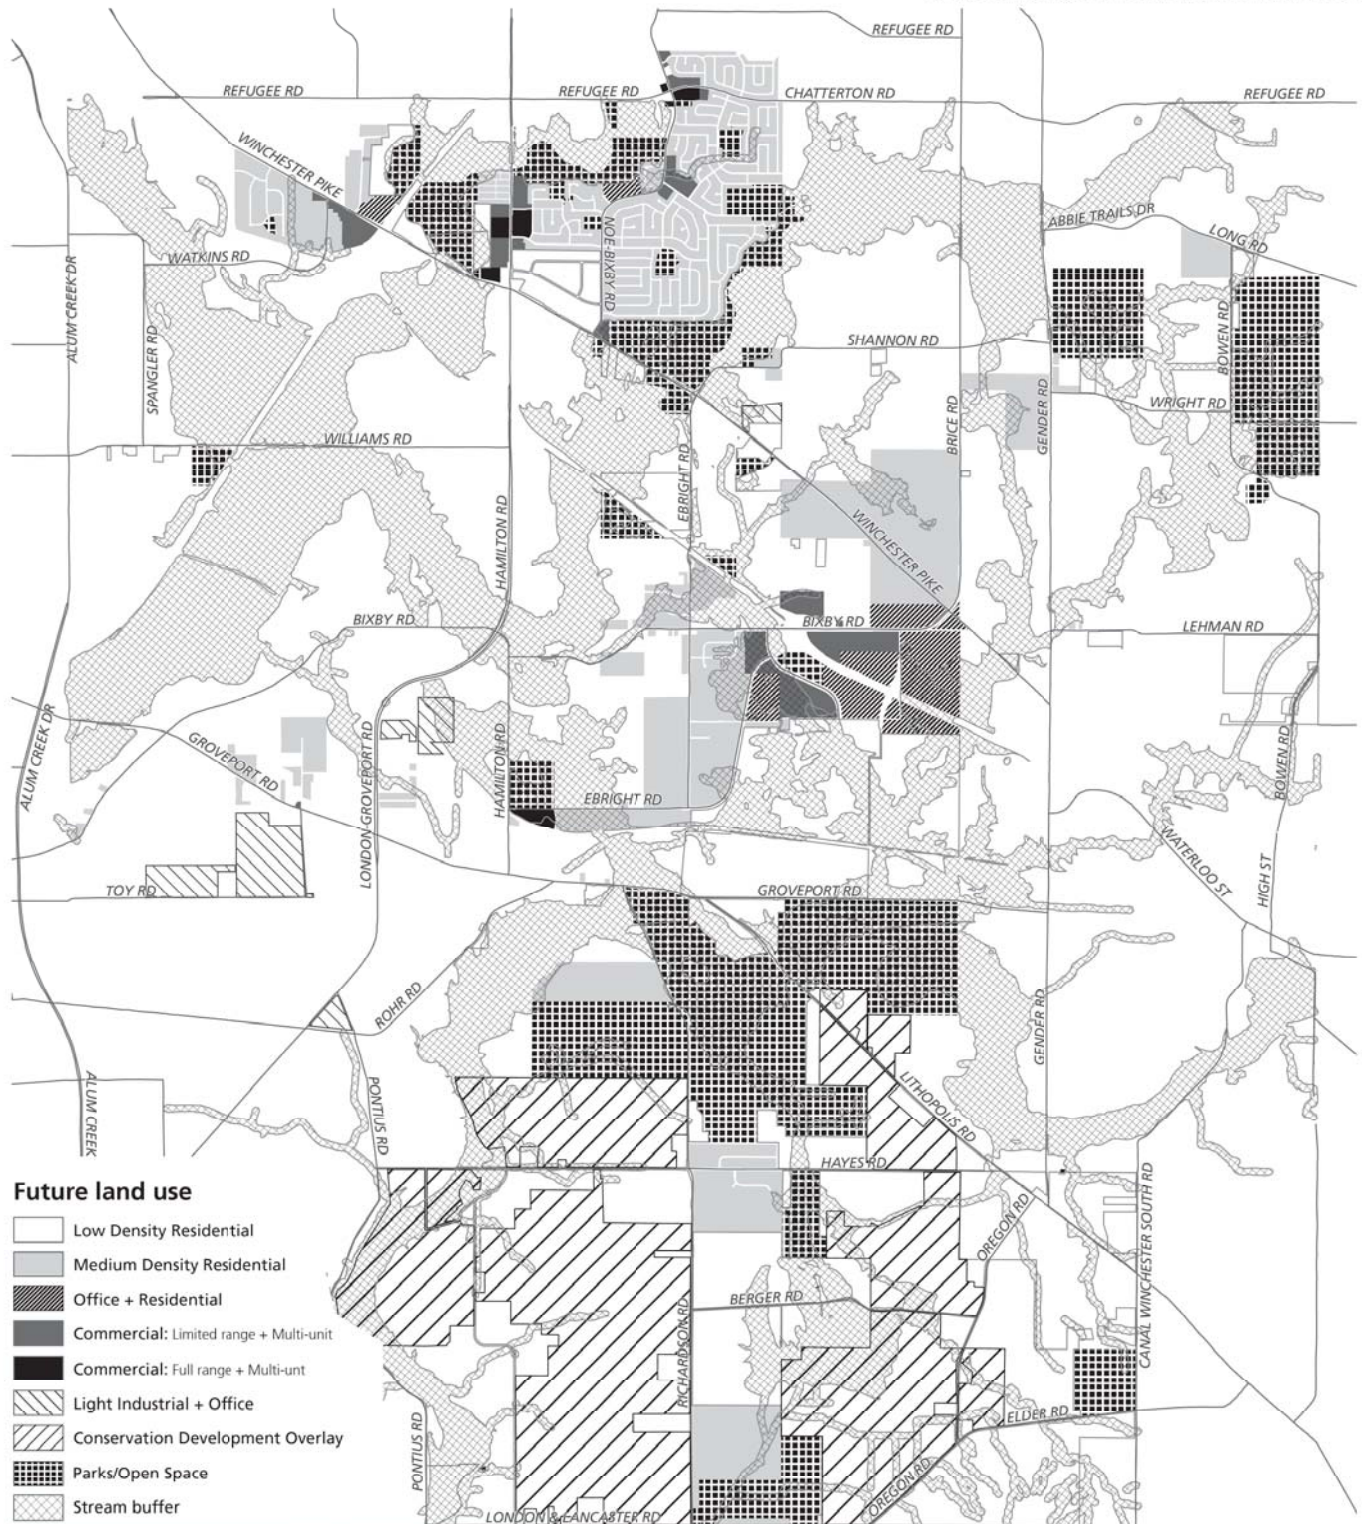 REFUGEE RD
REFUGEE RD
REFUGEE RD
CHATTERTON RD
REFUGEE RD
WINCHESTER PIKE
ABBIE TRAILS DR
LONG RD
NOE-BIXBY RD
WATKINS RD
ALUM CREEK DR
SPANGLER RD
SHANNON RD
BOWEN RD
WRIGHT RD
BRICE RD
GENDER RD
WILLIAMS RD
EBRIGHT RD
HAMILTON RD
WINCHESTER PIKE
BIXBY RD
BIXBY RD
LEHMAN RD
ALUM CREEK DR
GROVEPORT RD
LONDON-GROVEPORT RD
HAMILTON RD
EBRIGHT RD
BOWEN RD
WATERLOO ST
HIGH ST
TOY RD
GROVEPORT RD
ROHR RD
GENDER RD
ALUM CREEK
PONTIUS RD
LITHOPOLIS RD
HAYES RD
OREGON RD
CANAL WINCHESTER SOUTH RD
BERGER RD
RICHARDSON RD
PONTIUS RD
ELDER RD
OREGON RD
LONDON & LANCASTER RD
Future land use
Low Density Residential
Medium Density Residential
Office + Residential
Commercial: Limited range + Multi-unit
Commercial: Full range + Multi-unt
Light Industrial + Office
Conservation Development Overlay
Parks/Open Space
Stream buffer